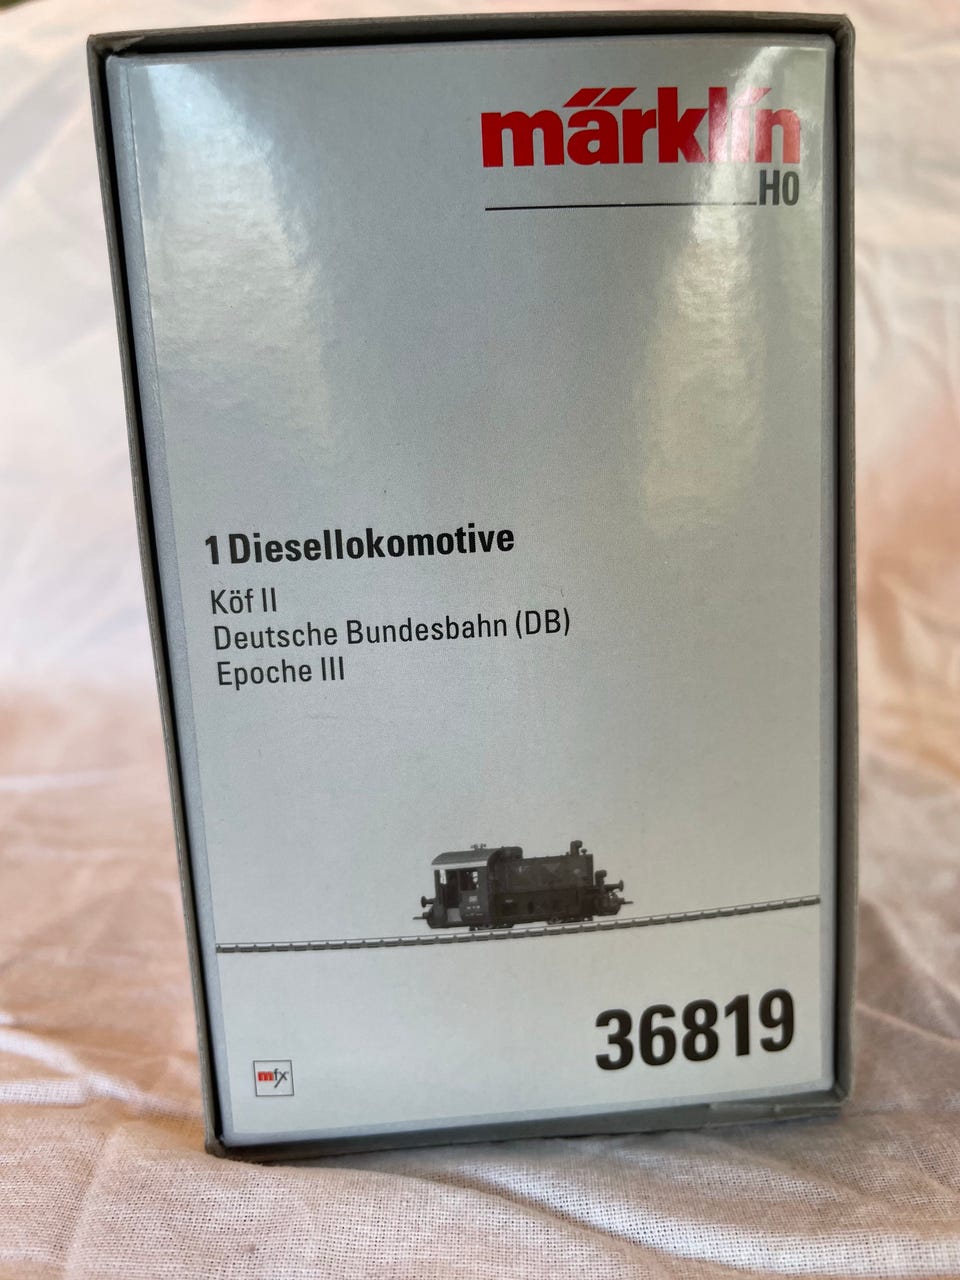 märklin
H0
1 Diesellokomotive
Köf II
Deutsche Bundesbahn (DB)
Epoche III
36819
mfx